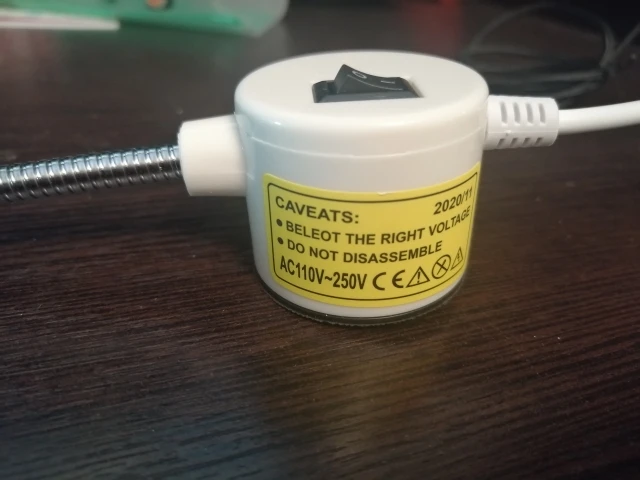 O I
CAVEATS: 2020/11
• BELEOT THE RIGHT VOLTAGE
• DO NOT DISASSEMBLE
AC110V~250V CE